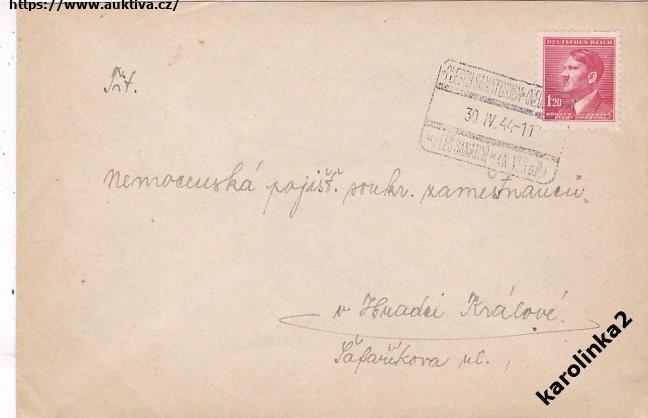 https://www.auktiva.cz/
DEUTSCHES REICH
1.20
30.IV.44-11
Tit.
Nemocenská pojišť. soukr. zaměstnanců.
v Hradci Králové.
Šafaříkova ul.
karolinka2